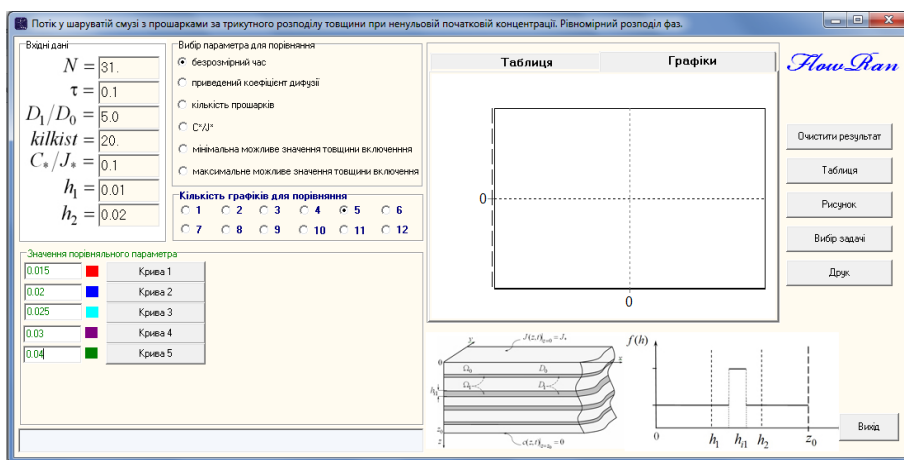 Потік у шаруватій смузі з прошарками за трикутного розподілу товщини при ненульовій початковій концентрації. Рівномірний розподіл фаз.
Вхідні дані
N = 31.
τ = 0.1
D₁/D₀ = 5.0
kilkist = 20.
C*/J* = 0.1
h₁ = 0.01
h₂ = 0.02
Вибір параметра для порівняння
безрозмірний час
приведений коефіцієнт дифузії
кількість прошарків
C*/J*
мінімальна можливе значення товщини включенння
максимальне можливе значення товщини включення
Кількість графіків для порівняння
1 2 3 4 5 6
7 8 9 10 11 12
Таблиця Графіки
0
0
FlowRan
Очистити результат
Таблиця
Рисунок
Вибір задачі
Друк
Значення порівняльного параметра
0.015 Крива 1
0.02 Крива 2
0.025 Крива 3
0.03 Крива 4
0.04 Крива 5
y J(z,t)|z=0 = J*
0 x
Ω₀ D₀
hᵢ₁ Ω₁ D₁
z₀
z c(z,t)|z=z₀ = 0
f(h)
0 h₁ hᵢ₁ h₂ z₀
Вихід